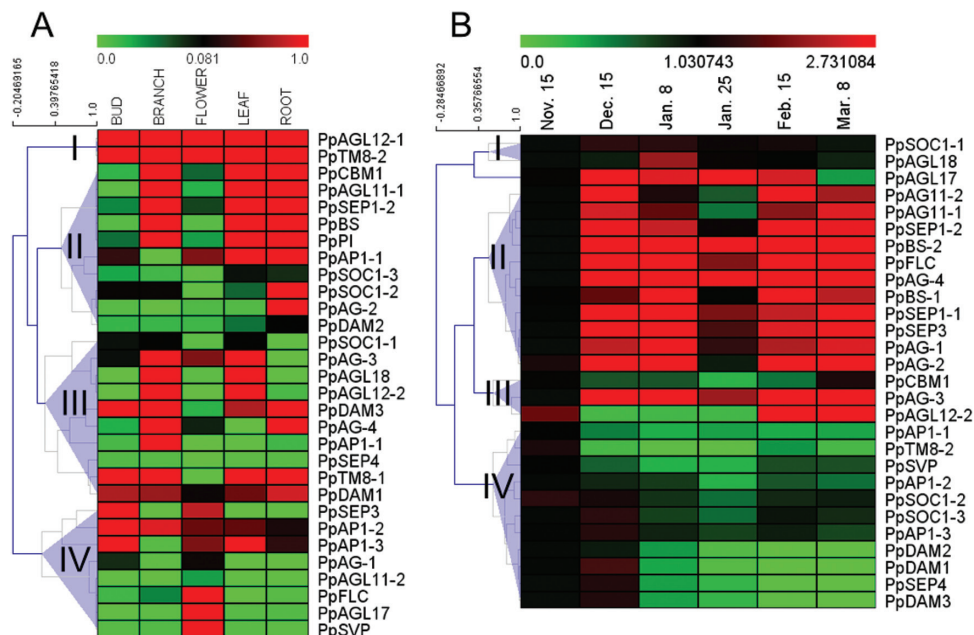 A
0.0 0.081 1.0
-0.20469165
0.39765418
1.0
BUD
BRANCH
FLOWER
LEAF
ROOT
I
II
III
IV
PpAGL12-1
PpTM8-2
PpCBM1
PpAGL11-1
PpSEP1-2
PpBS
PpPI
PpAP1-1
PpSOC1-3
PpSOC1-2
PpAG-2
PpDAM2
PpSOC1-1
PpAG-3
PpAGL18
PpAGL12-2
PpDAM3
PpAG-4
PpAP1-1
PpSEP4
PpTM8-1
PpDAM1
PpSEP3
PpAP1-2
PpAP1-3
PpAG-1
PpAGL11-2
PpFLC
PpAGL17
PpSVP
B
0.0 1.030743 2.731084
-0.28466892
0.35766554
1.0
Nov. 15
Dec. 15
Jan. 8
Jan. 25
Feb. 15
Mar. 8
I
II
III
IV
PpSOC1-1
PpAGL18
PpAGL17
PpAG11-2
PpAG11-1
PpSEP1-2
PpBS-2
PpFLC
PpAG-4
PpBS-1
PpSEP1-1
PpSEP3
PpAG-1
PpAG-2
PpCBM1
PpAG-3
PpAGL12-2
PpAP1-1
PpTM8-2
PpSVP
PpAP1-2
PpSOC1-2
PpSOC1-3
PpAP1-3
PpDAM2
PpDAM1
PpSEP4
PpDAM3